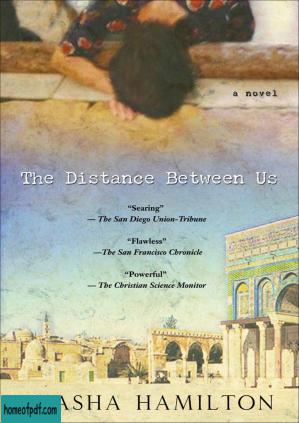 a novel
The Distance Between Us
“Searing”
— The San Diego Union-Tribune
“Flawless”
—The San Francisco Chronicle
“Powerful”
— The Christian Science Monitor
ASHA HAMILTON
homeofpdf.com